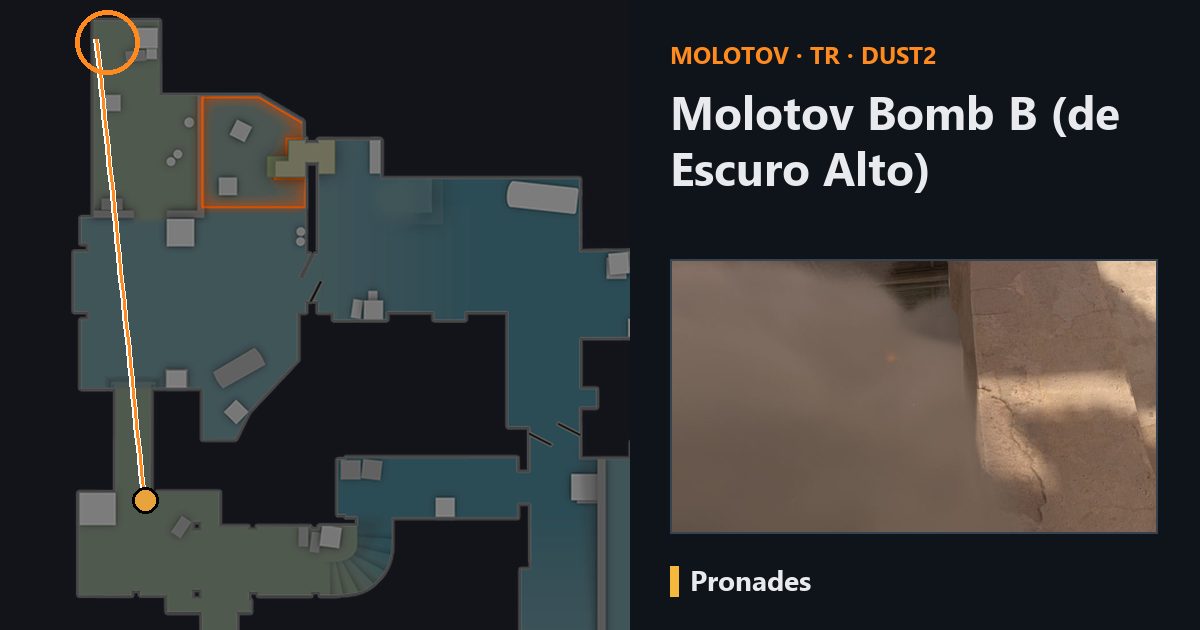 MOLOTOV · TR · DUST2
Molotov Bomb B (de
Escuro Alto)
Pronades